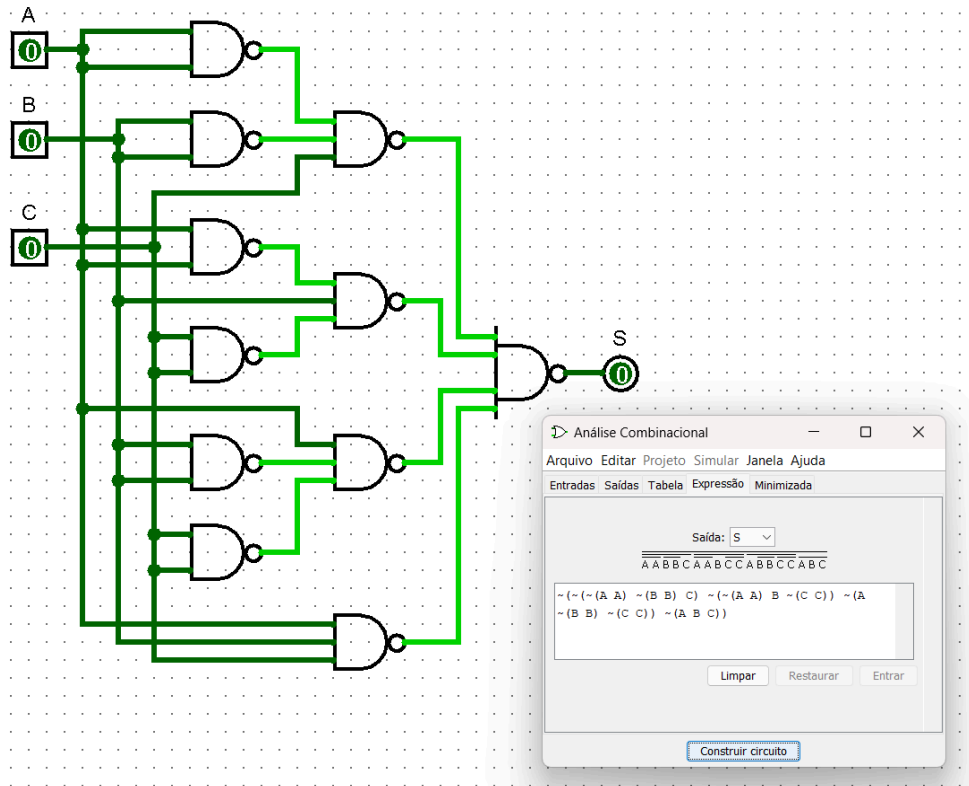 A
0
B
0
C
0
S
0
Análise Combinacional
Arquivo Editar Projeto Simular Janela Ajuda
Entradas Saídas Tabela Expressão Minimizada
Saída: S
A A B B C A A B C C A B B C C A B C
~(~(~(A A) ~(B B) C) ~(~(A A) B ~(C C)) ~(A
~(B B) ~(C C)) ~(A B C))
Limpar Restaurar Entrar
Construir circuito